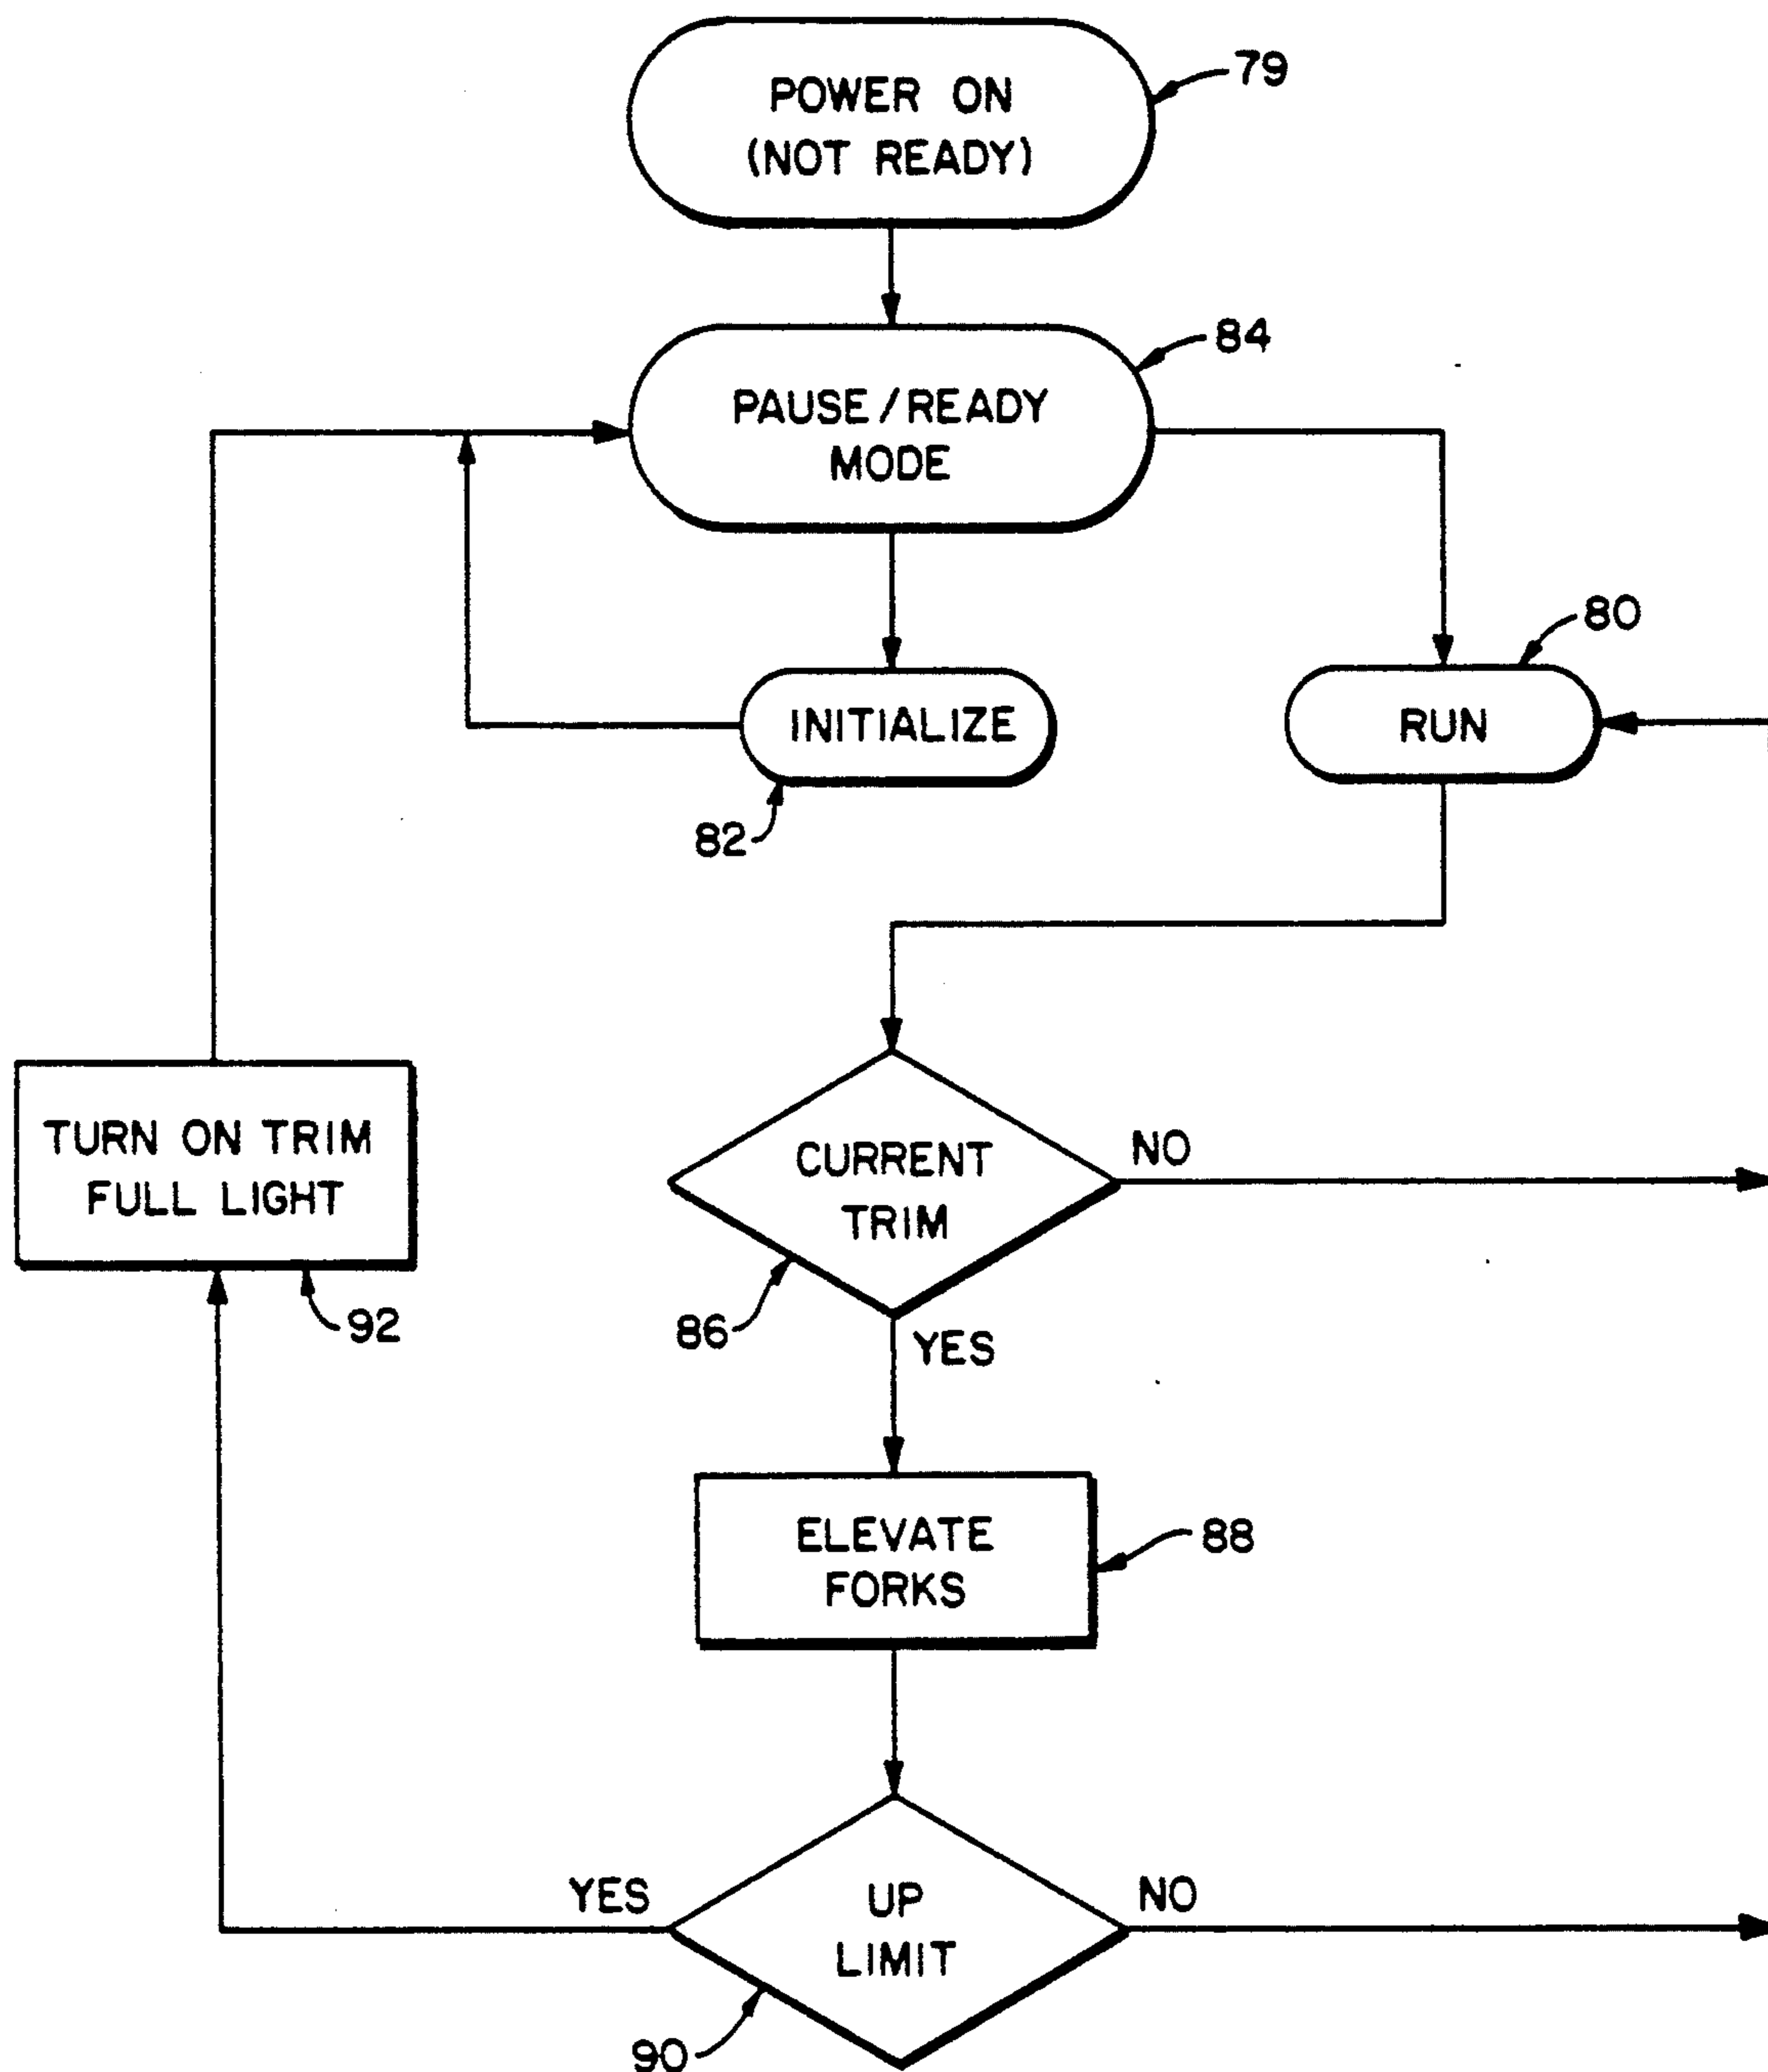 POWER ON
(NOT READY)
79
PAUSE/READY
MODE
84
INITIALIZE
82
RUN
80
CURRENT
TRIM
NO
86
YES
TURN ON TRIM
FULL LIGHT
92
ELEVATE
FORKS
88
YES
UP
LIMIT
NO
90